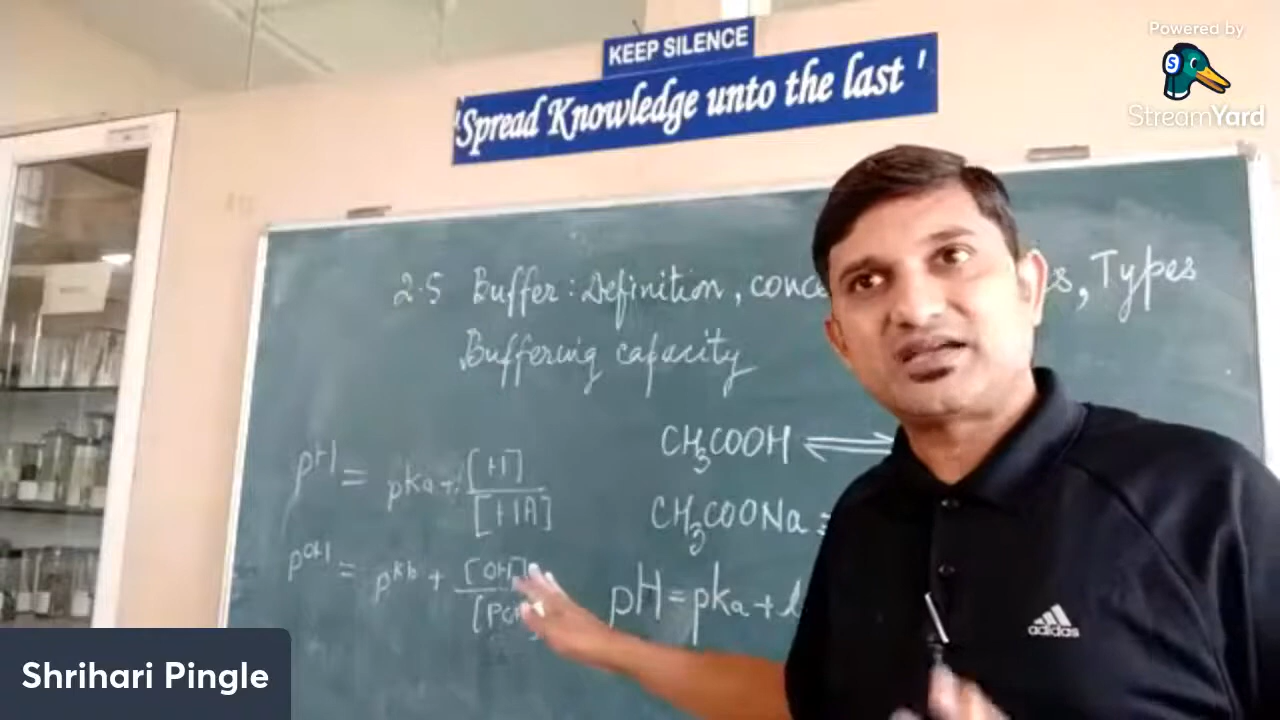 Powered by
StreamYard
KEEP SILENCE
'Spread Knowledge unto the last '
2.5 Buffer: Definition, conce s, Types
Buffering capacity
CH₃COOH ⇌
CH₃COONa
pH = pKa + [H]
[HA]
pOH = pKb + [OH]
pH = pka + l
adidas
Shrihari Pingle